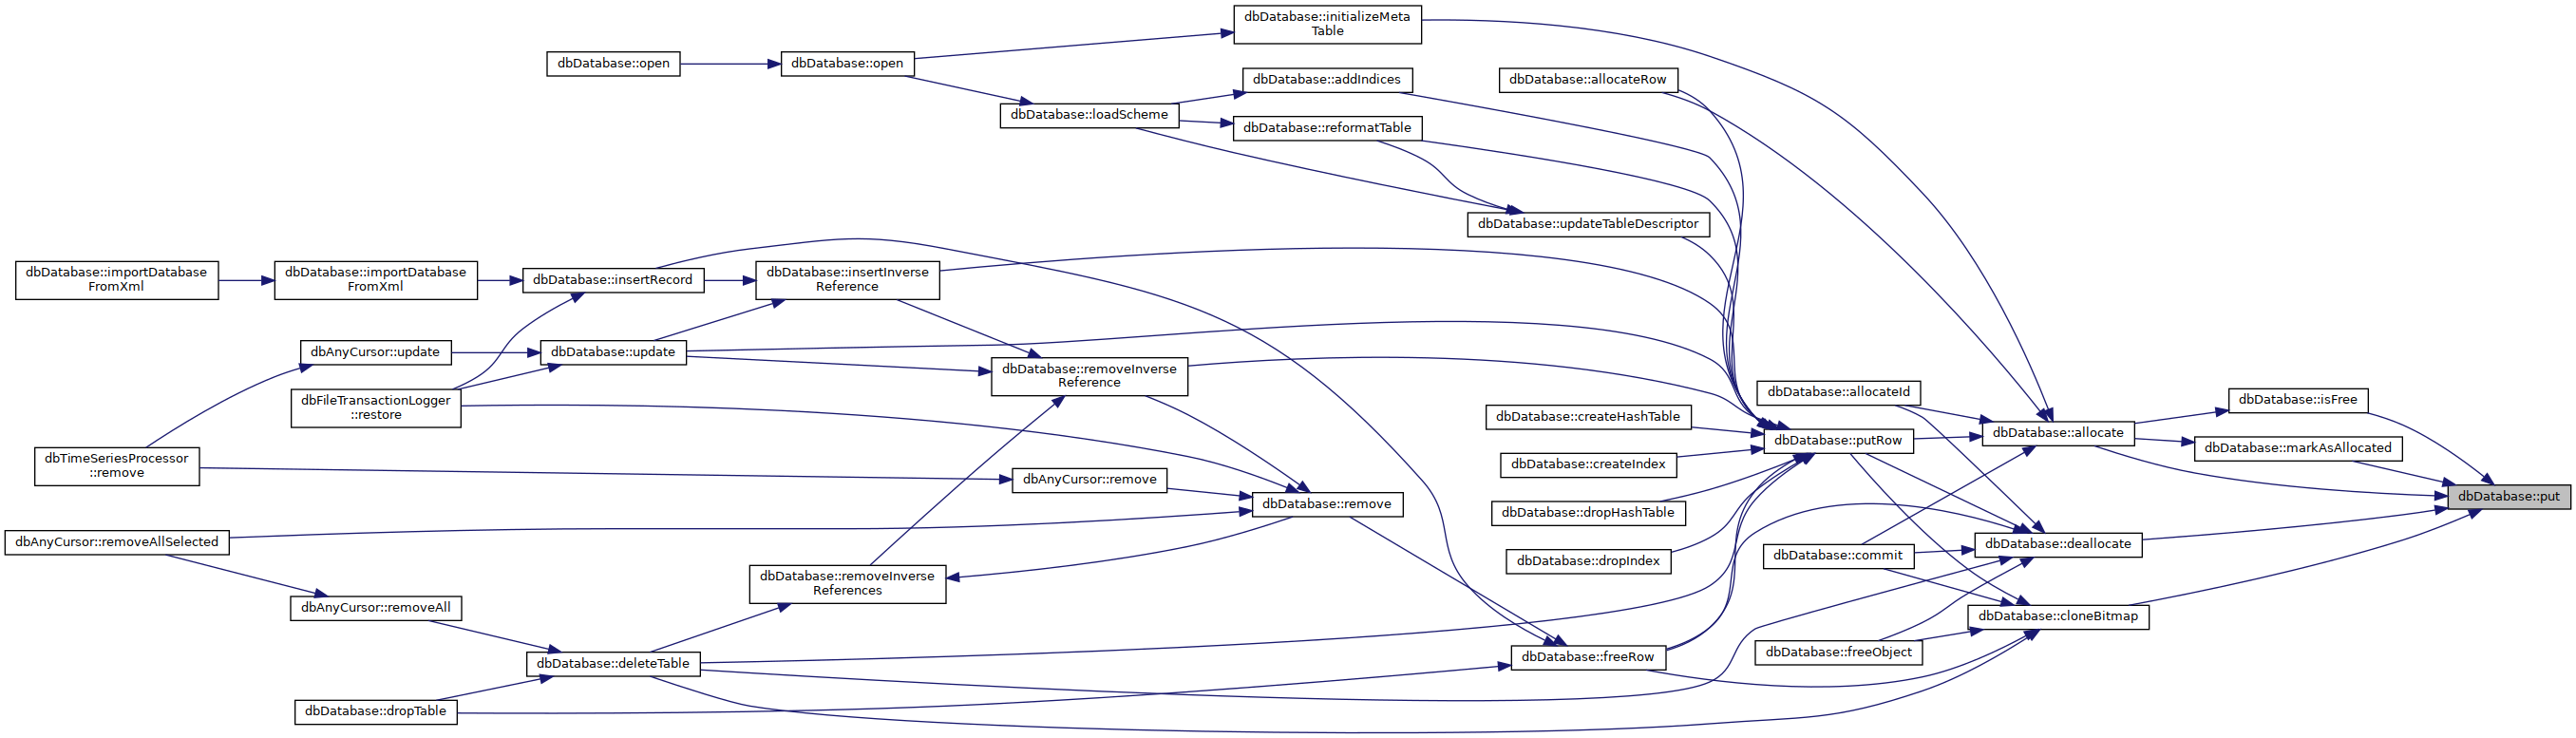 dbDatabase::initializeMeta
Table
dbDatabase::open
dbDatabase::open
dbDatabase::addIndices
dbDatabase::allocateRow
dbDatabase::loadScheme
dbDatabase::reformatTable
dbDatabase::updateTableDescriptor
dbDatabase::importDatabase
FromXml
dbDatabase::importDatabase
FromXml
dbDatabase::insertRecord
dbDatabase::insertInverse
Reference
dbAnyCursor::update
dbDatabase::update
dbDatabase::removeInverse
Reference
dbDatabase::allocateId
dbDatabase::isFree
dbFileTransactionLogger
::restore
dbDatabase::createHashTable
dbDatabase::putRow
dbDatabase::allocate
dbDatabase::markAsAllocated
dbTimeSeriesProcessor
::remove
dbDatabase::createIndex
dbAnyCursor::remove
dbDatabase::remove
dbDatabase::put
dbDatabase::dropHashTable
dbAnyCursor::removeAllSelected
dbDatabase::deallocate
dbDatabase::commit
dbDatabase::dropIndex
dbDatabase::removeInverse
References
dbAnyCursor::removeAll
dbDatabase::cloneBitmap
dbDatabase::freeObject
dbDatabase::freeRow
dbDatabase::deleteTable
dbDatabase::dropTable